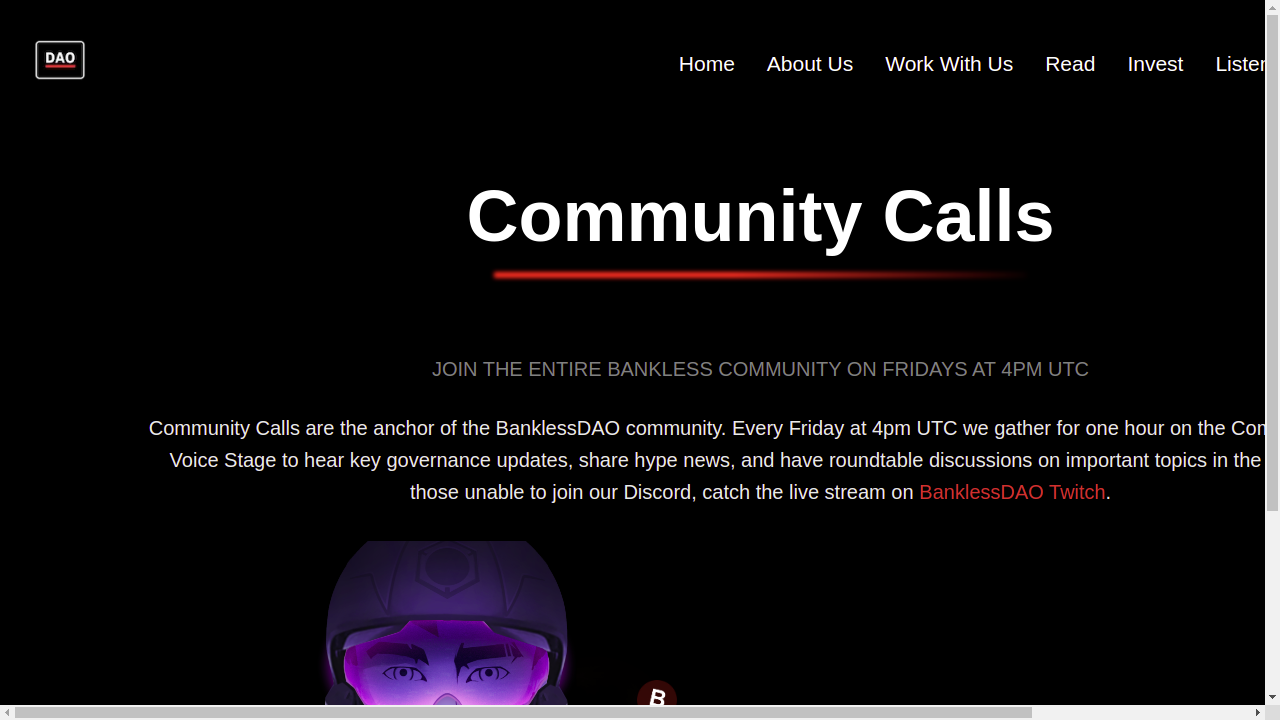 DAO
Home About Us Work With Us Read Invest Listen
Community Calls
JOIN THE ENTIRE BANKLESS COMMUNITY ON FRIDAYS AT 4PM UTC
Community Calls are the anchor of the BanklessDAO community. Every Friday at 4pm UTC we gather for one hour on the
Voice Stage to hear key governance updates, share hype news, and have roundtable discussions on important topics in the
those unable to join our Discord, catch the live stream on BanklessDAO Twitch.
B